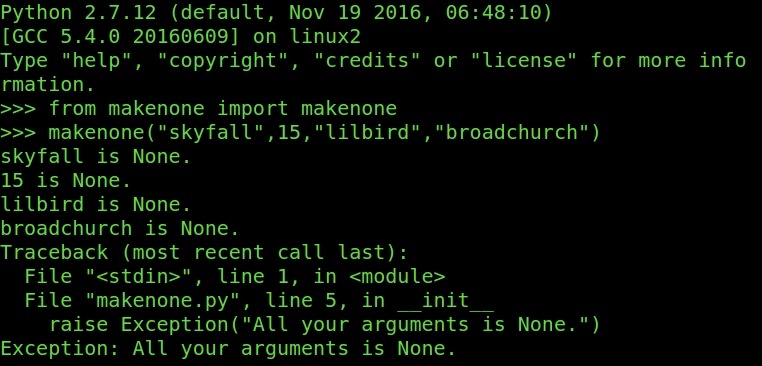 Python 2.7.12 (default, Nov 19 2016, 06:48:10)
[GCC 5.4.0 20160609] on linux2
Type "help", "copyright", "credits" or "license" for more info
rmation.
>>> from makenone import makenone
>>> makenone("skyfall",15,"lilbird","broadchurch")
skyfall is None.
15 is None.
lilbird is None.
broadchurch is None.
Traceback (most recent call last):
  File "<stdin>", line 1, in <module>
  File "makenone.py", line 5, in __init__
    raise Exception("All your arguments is None.")
Exception: All your arguments is None.